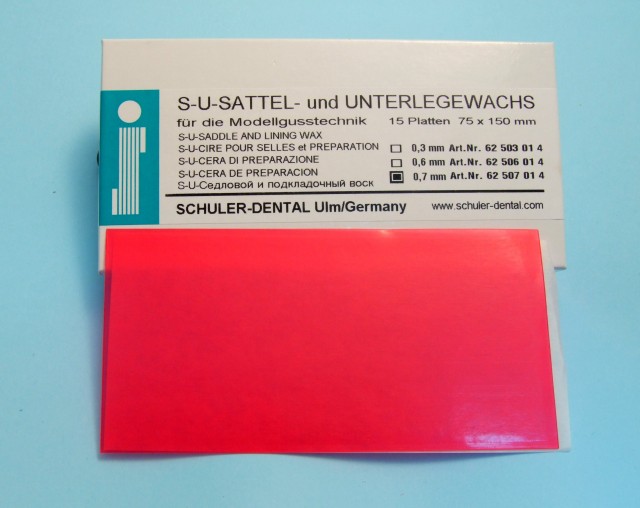 S-U-SATTEL- und UNTERLEGEWACHS
für die Modellgusstechnik 15 Platten 75 x 150 mm
S-U-SADDLE AND LINING WAX
S-U-CIRE POUR SELLES et PREPARATION 0,3 mm Art.Nr. 62 503 01 4
S-U-CERA DI PREPARAZIONE 0,6 mm Art.Nr. 62 506 01 4
S-U-CERA DE PREPARACION 0,7 mm Art.Nr. 62 507 01 4
S-U-Седловой и подкладочный воск
SCHULER-DENTAL Ulm/Germany www.schuler-dental.com